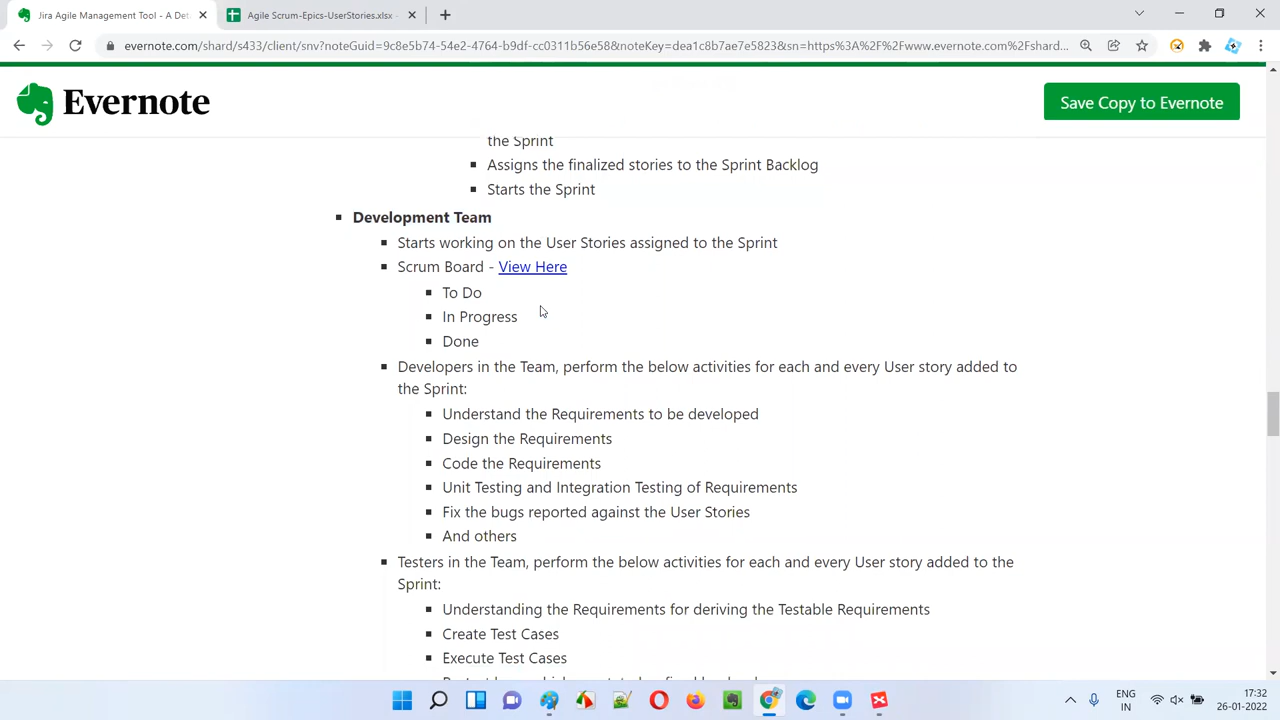 Jira Agile Management Tool - A Det
Agile Scrum-Epics-UserStories.xlsx -
evernote.com/shard/s433/client/snv?noteGuid=9c8e5b74-54e2-4764-b9df-cc0311b56e58&noteKey=dea1c8b7ae776823&sn=https%3A%2F%2Fwww.evernote.com%2Fshard...
Evernote
Save Copy to Evernote
the Sprint
Assigns the finalized stories to the Sprint Backlog
Starts the Sprint
Development Team
Starts working on the User Stories assigned to the Sprint
Scrum Board - View Here
To Do
In Progress
Done
Developers in the Team, perform the below activities for each and every User story added to
the Sprint:
Understand the Requirements to be developed
Design the Requirements
Code the Requirements
Unit Testing and Integration Testing of Requirements
Fix the bugs reported against the User Stories
And others
Testers in the Team, perform the below activities for each and every User story added to the
Sprint:
Understanding the Requirements for deriving the Testable Requirements
Create Test Cases
Execute Test Cases
ENG
IN
17:32
26-01-2022